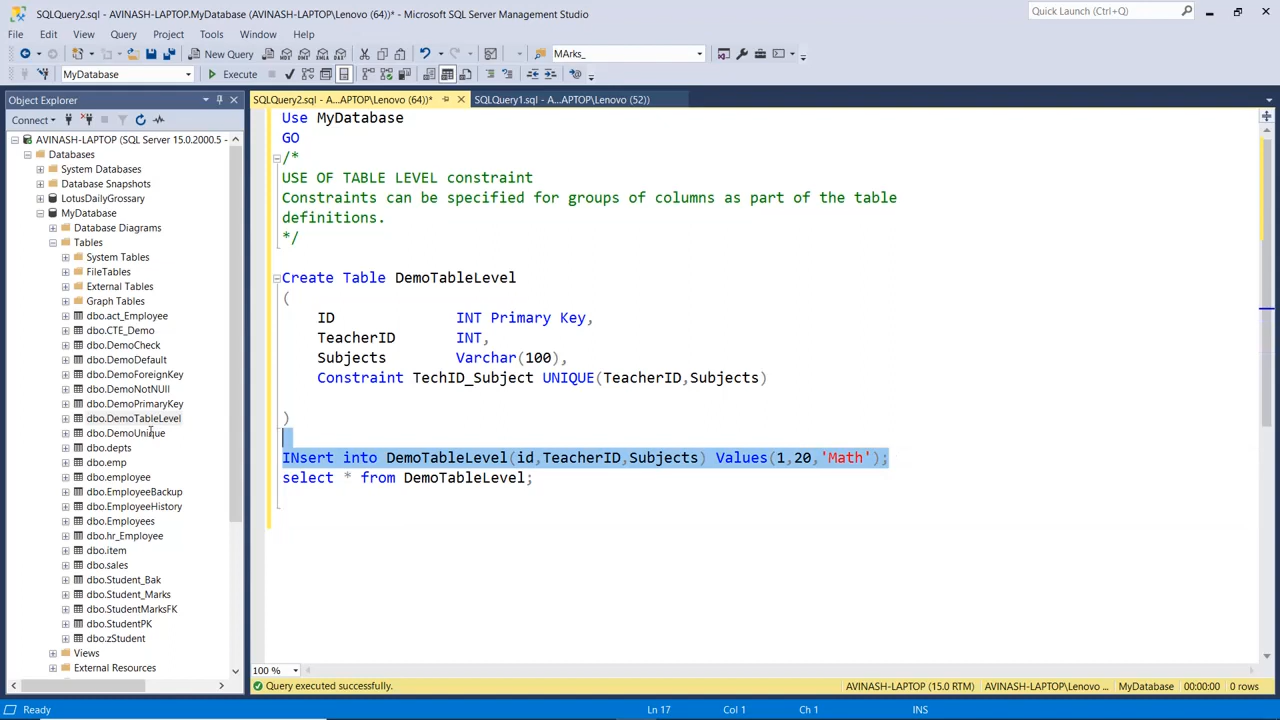 SQLQuery2.sql - AVINASH-LAPTOP.MyDatabase (AVINASH-LAPTOP\Lenovo (64))* - Microsoft SQL Server Management Studio
Quick Launch (Ctrl+Q)
File Edit View Query Project Tools Window Help
New Query
MArks_
MyDatabase
Execute
Object Explorer
Connect
AVINASH-LAPTOP (SQL Server 15.0.2000.5 -
Databases
System Databases
Database Snapshots
LotusDailyGrossary
MyDatabase
Database Diagrams
Tables
System Tables
FileTables
External Tables
Graph Tables
dbo.act_Employee
dbo.CTE_Demo
dbo.DemoCheck
dbo.DemoDefault
dbo.DemoForeignKey
dbo.DemoNotNUll
dbo.DemoPrimaryKey
dbo.DemoTableLevel
dbo.DemoUnique
dbo.depts
dbo.emp
dbo.employee
dbo.EmployeeBackup
dbo.EmployeeHistory
dbo.Employees
dbo.hr_Employee
dbo.item
dbo.sales
dbo.Student_Bak
dbo.Student_Marks
dbo.StudentMarksFK
dbo.StudentPK
dbo.zStudent
Views
External Resources
SQLQuery2.sql - A...APTOP\Lenovo (64))* SQLQuery1.sql - A...APTOP\Lenovo (52))
Use MyDatabase
GO
/*
USE OF TABLE LEVEL constraint
Constraints can be specified for groups of columns as part of the table
definitions.
*/
Create Table DemoTableLevel
(
ID INT Primary Key,
TeacherID INT,
Subjects Varchar(100),
Constraint TechID_Subject UNIQUE(TeacherID,Subjects)
)
INsert into DemoTableLevel(id,TeacherID,Subjects) Values(1,20,'Math');
select * from DemoTableLevel;
100 %
Query executed successfully.
AVINASH-LAPTOP (15.0 RTM) AVINASH-LAPTOP\Lenovo ... MyDatabase 00:00:00 0 rows
Ready Ln 17 Col 1 Ch 1 INS